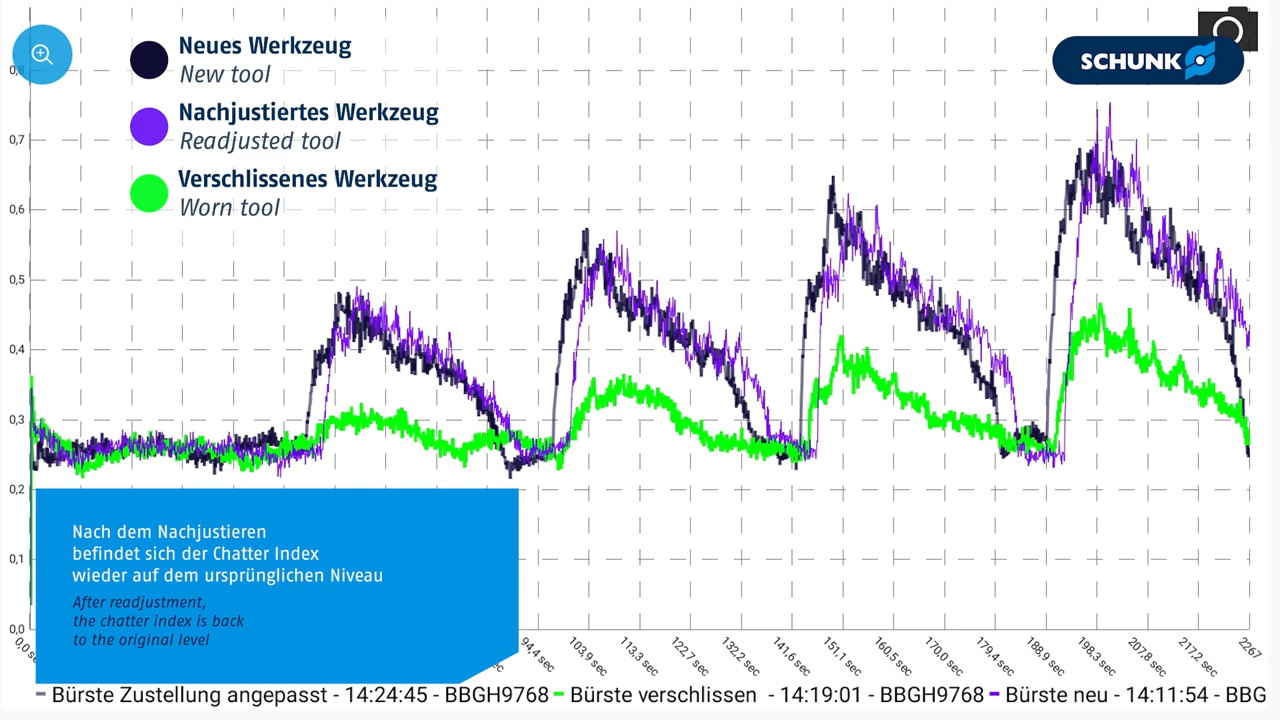 Neues Werkzeug
New tool
Nachjustiertes Werkzeug
Readjusted tool
Verschlissenes Werkzeug
Worn tool
SCHUNK
0,8
0,7
0,6
0,5
0,4
0,3
0,2
0,1
0,0
Nach dem Nachjustieren
befindet sich der Chatter Index
wieder auf dem ursprünglichen Niveau
After readjustment,
the chatter index is back
to the original level
94,4 sec 103,9 sec 113,3 sec 122,7 sec 132,2 sec 141,6 sec 151,1 sec 160,5 sec 170,0 sec 179,4 sec 188,9 sec 198,3 sec 207,8 sec 217,2 sec 2267
Bürste Zustellung angepasst - 14:24:45 - BBGH9768 Bürste verschlissen - 14:19:01 - BBGH9768 Bürste neu - 14:11:54 - BBG